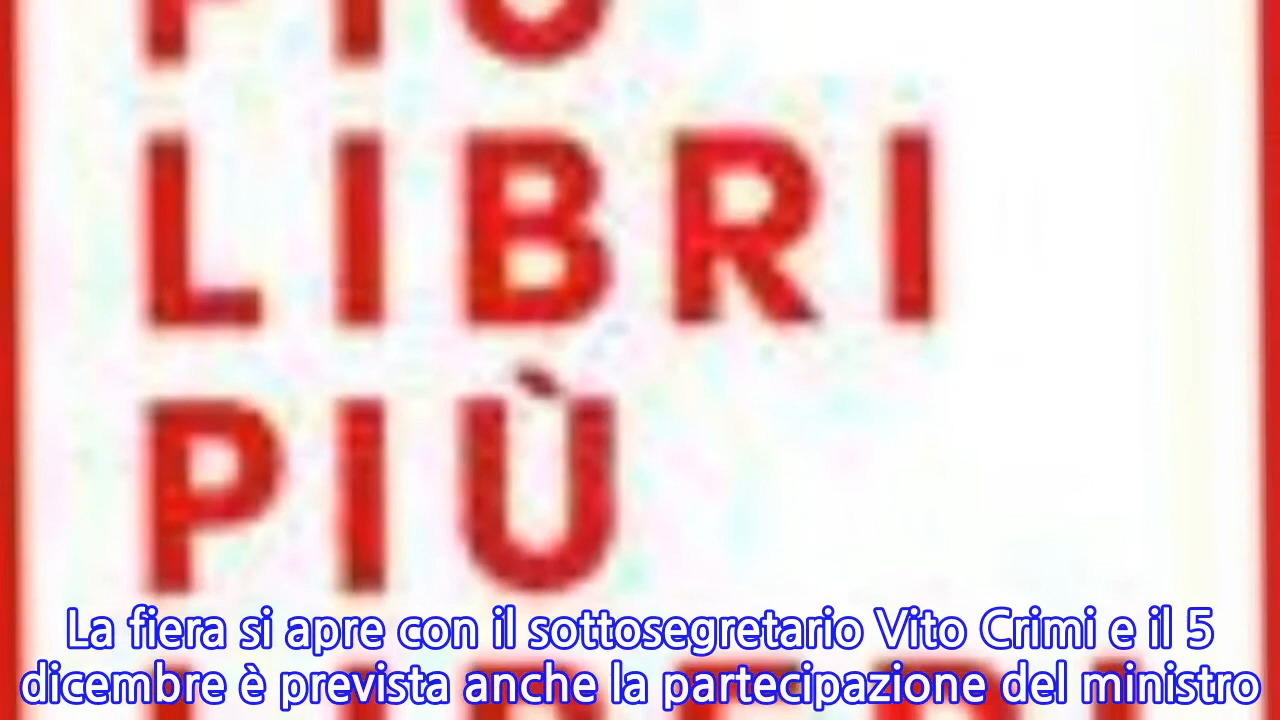 PIÙ
LIBRI
PIÙ
La fiera si apre con il sottosegretario Vito Crimi e il 5
dicembre è prevista anche la partecipazione del ministro